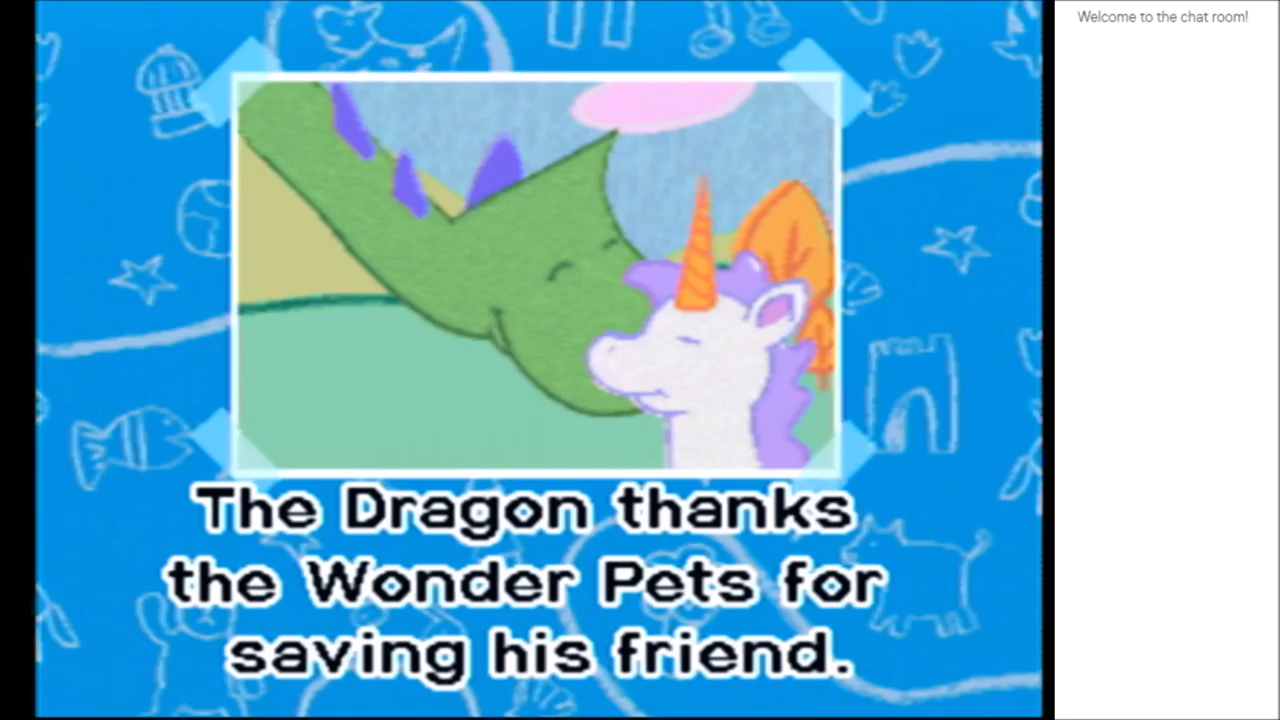 Welcome to the chat room!
The Dragon thanks
the Wonder Pets for
saving his friend.